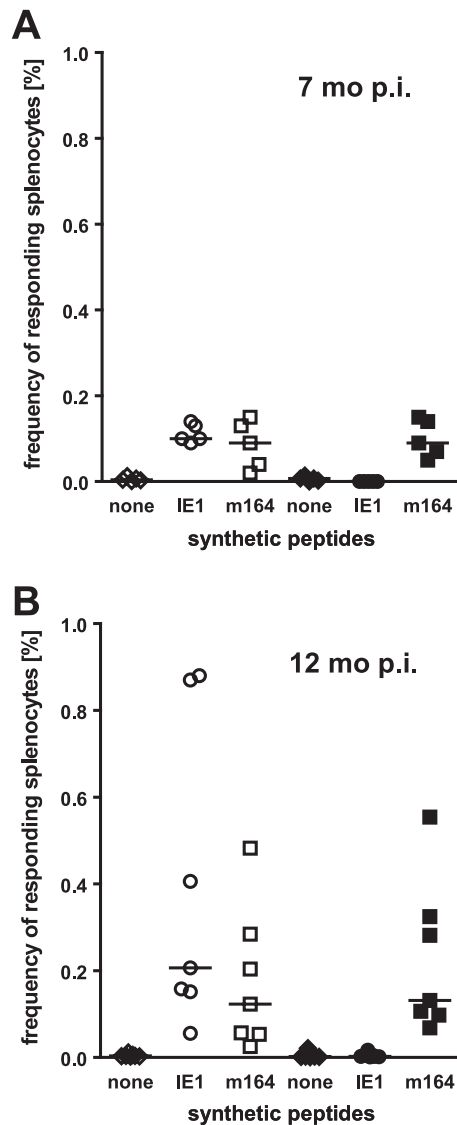 A
7 mo p.i.
frequency of responding splenocytes [%]
1.0
0.8
0.6
0.4
0.2
0.0
none IE1 m164 none IE1 m164
synthetic peptides
B
12 mo p.i.
frequency of responding splenocytes [%]
1.0
0.8
0.6
0.4
0.2
0.0
none IE1 m164 none IE1 m164
synthetic peptides